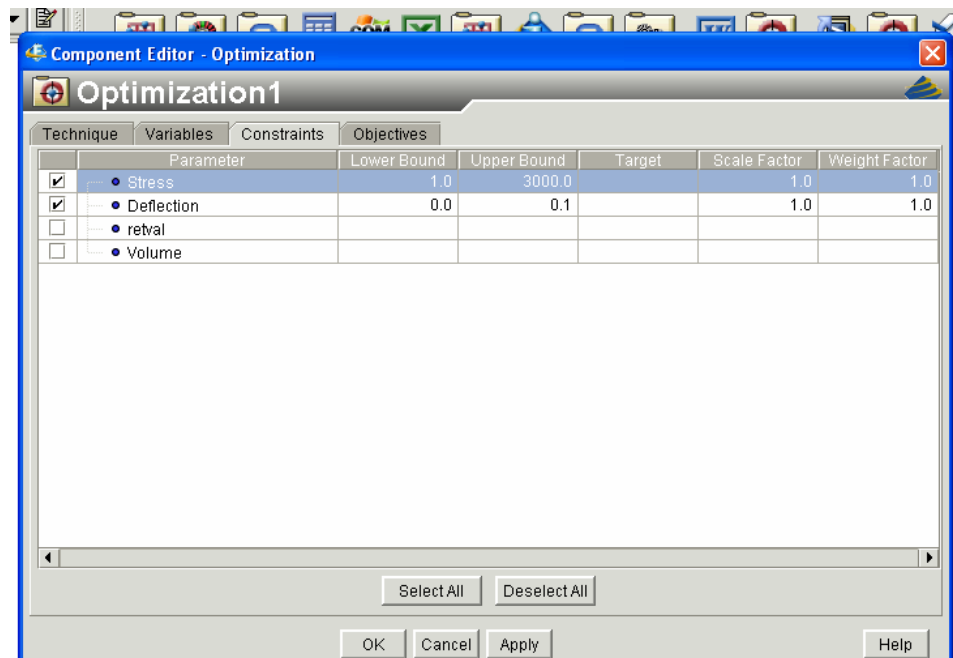 Component Editor - Optimization
Optimization1
Technique Variables Constraints Objectives
Parameter Lower Bound Upper Bound Target Scale Factor Weight Factor
Stress 1.0 3000.0 1.0 1.0
Deflection 0.0 0.1 1.0 1.0
retval
Volume
Select All Deselect All
OK Cancel Apply Help